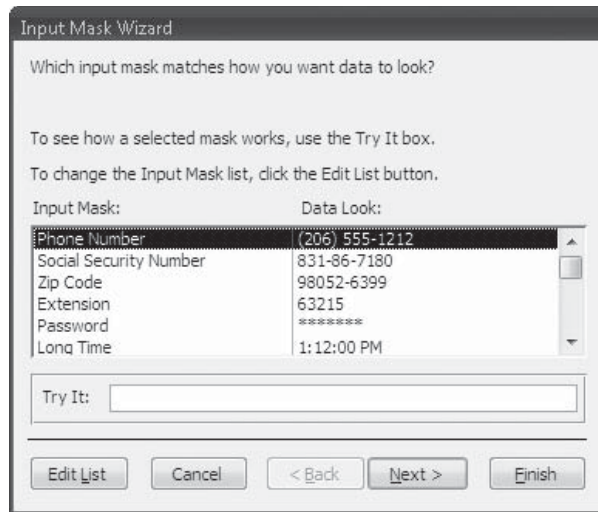 Input Mask Wizard
Which input mask matches how you want data to look?
To see how a selected mask works, use the Try It box.
To change the Input Mask list, click the Edit List button.
Input Mask: Data Look:
Phone Number (206) 555-1212
Social Security Number 831-86-7180
Zip Code 98052-6399
Extension 63215
Password *******
Long Time 1:12:00 PM
Try It:
Edit List Cancel < Back Next > Finish